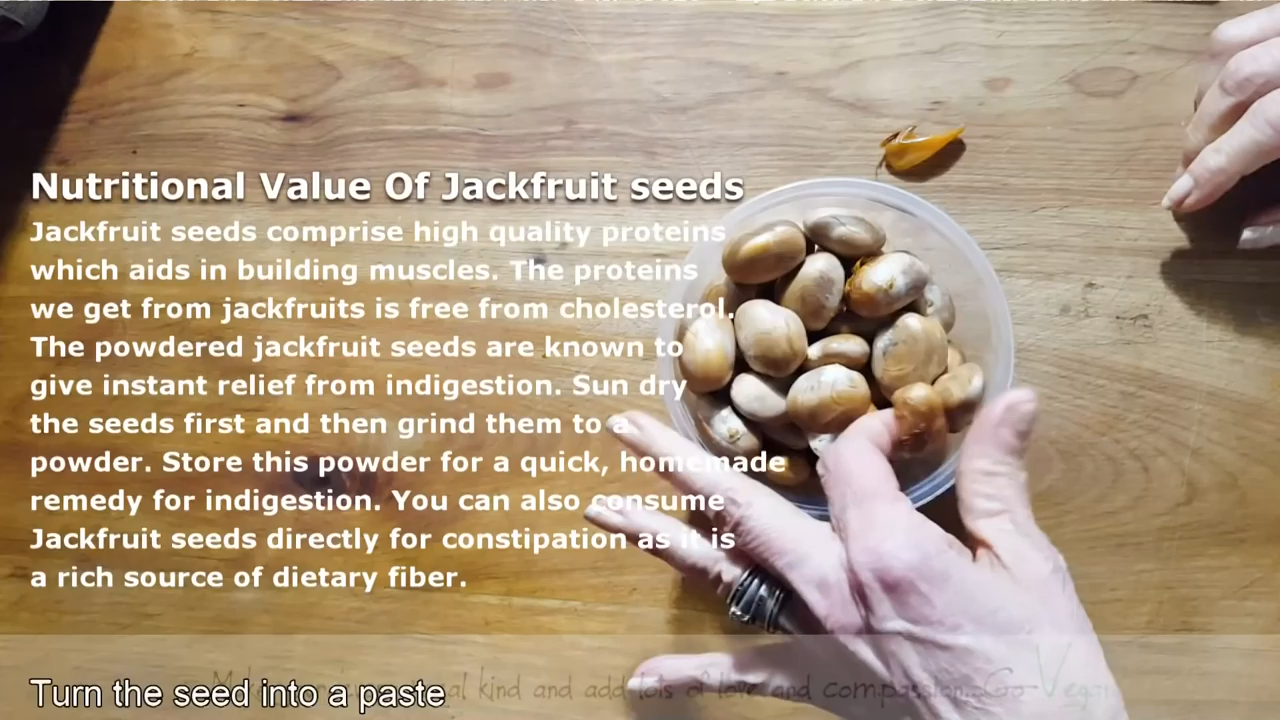 Nutritional Value Of Jackfruit seeds
Jackfruit seeds comprise high quality proteins
which aids in building muscles. The proteins
we get from jackfruits is free from cholesterol.
The powdered jackfruit seeds are known to
give instant relief from indigestion. Sun dry
the seeds first and then grind them to a
powder. Store this powder for a quick, homemade
remedy for indigestion. You can also consume
Jackfruit seeds directly for constipation as it is
a rich source of dietary fiber.
Turn the seed into a paste
kind and add lots of love and compassion. Go Vegan